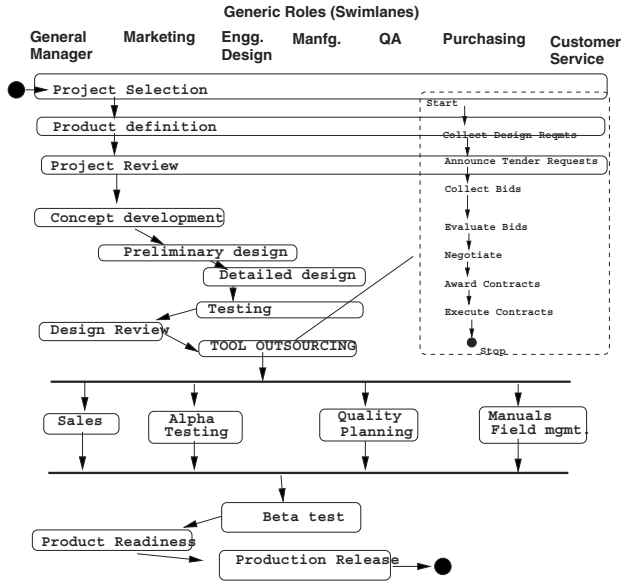 Generic Roles (Swimlanes)
General Manager
Marketing
Engg. Design
Manfg.
QA
Purchasing
Customer Service
Project Selection
Product definition
Project Review
Concept development
Preliminary design
Detailed design
Testing
Design Review
TOOL OUTSOURCING
Start
Collect Design Reqmts
Announce Tender Requests
Collect Bids
Evaluate Bids
Negotiate
Award Contracts
Execute Contracts
Stop
Sales
Alpha
Testing
Quality
Planning
Manuals
Field mgmt.
Beta test
Product Readiness
Production Release